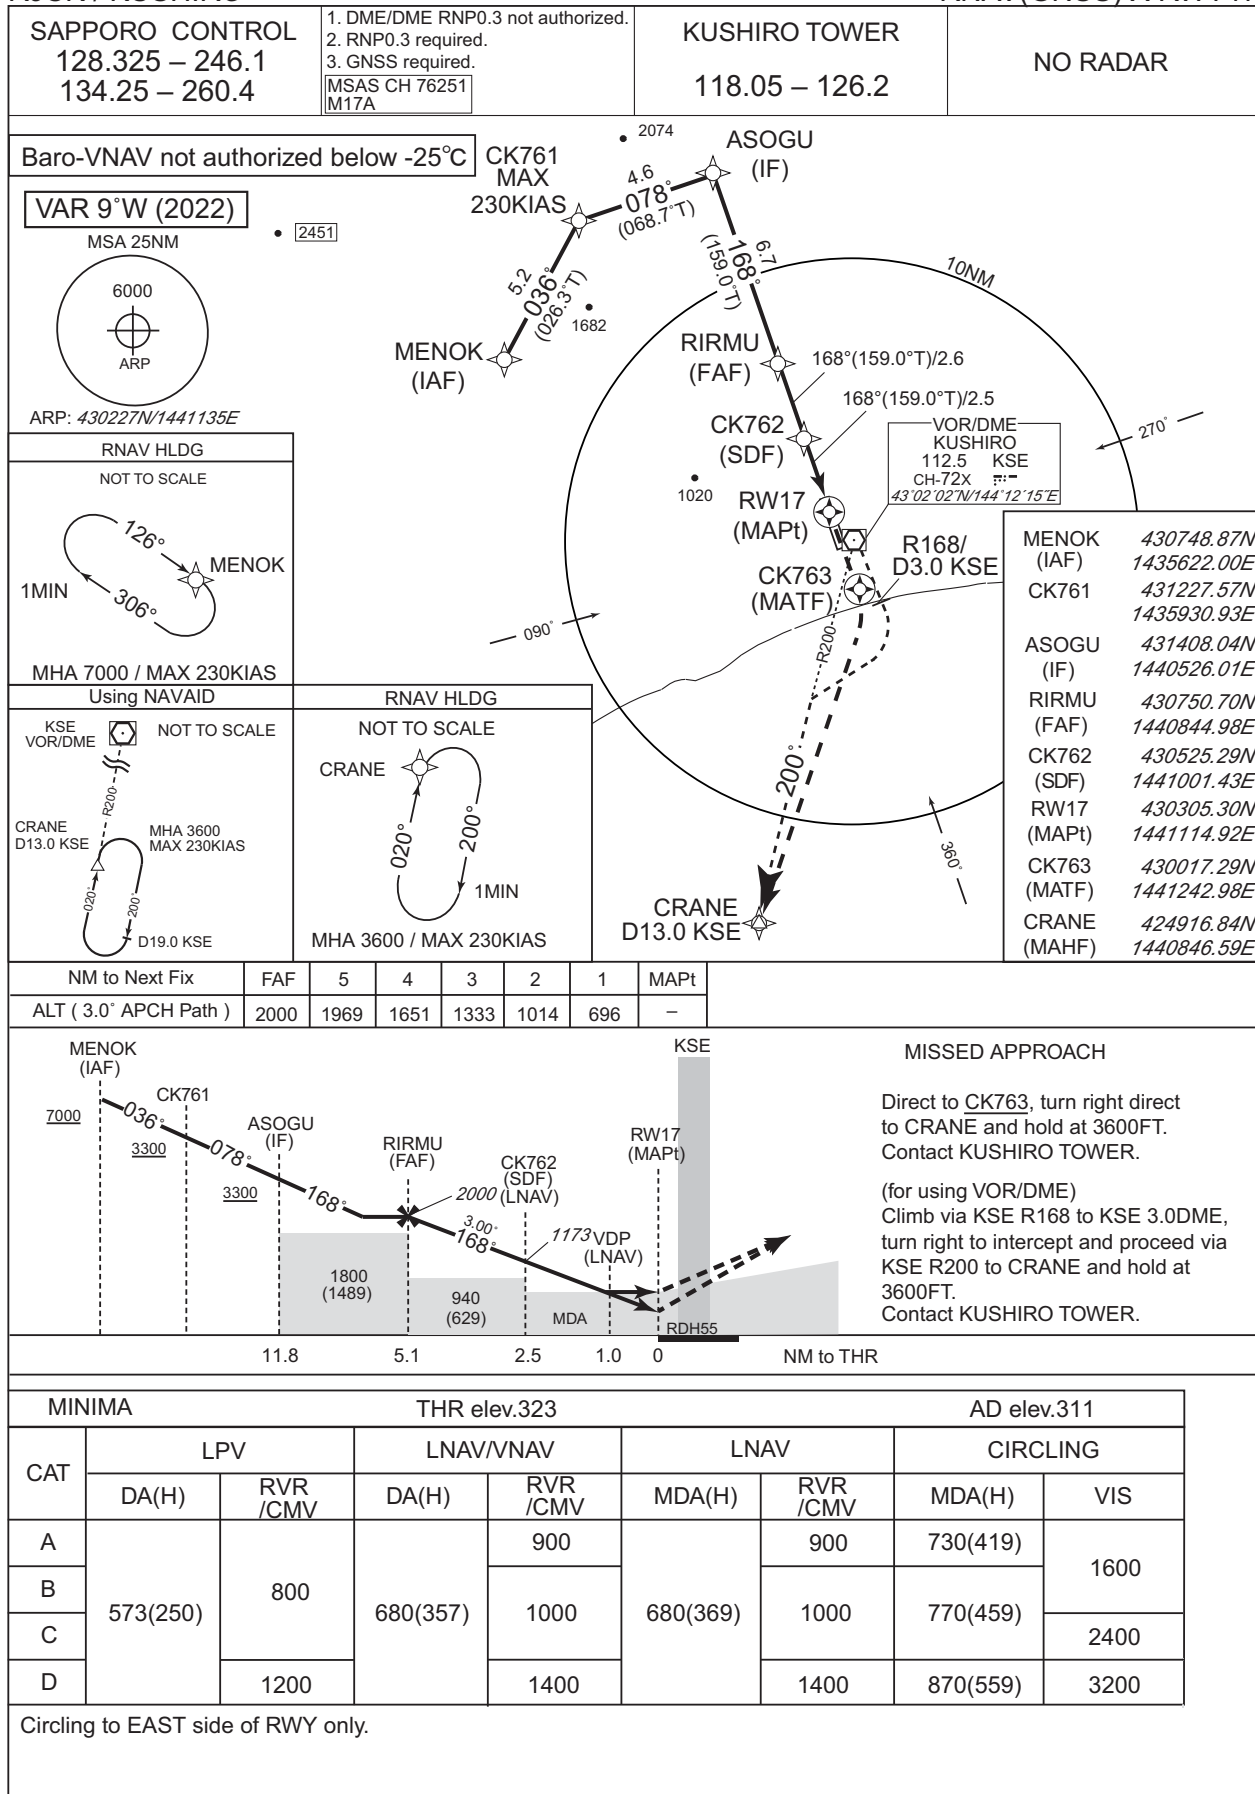 SAPPORO CONTROL
128.325 – 246.1
134.25 – 260.4
1. DME/DME RNP0.3 not authorized.
2. RNP0.3 required.
3. GNSS required.
MSAS CH 76251
M17A
KUSHIRO TOWER
118.05 – 126.2
NO RADAR
Baro-VNAV not authorized below -25°C
VAR 9°W (2022)
MSA 25NM
6000
ARP
ARP: 430227N/1441135E
2451
2074
CK761
MAX
230KIAS
ASOGU
(IF)
4.6
078°
(068.7°T)
5.2
036°
(026.3°T)
1682
MENOK
(IAF)
6.7
168°
(159.0°T)
10NM
RIRMU
(FAF)
168°(159.0°T)/2.6
168°(159.0°T)/2.5
CK762
(SDF)
1020
VOR/DME
KUSHIRO
112.5 KSE
CH-72X
43°02´02˝N/144°12´15˝E
270°
RW17
(MAPt)
R168/
D3.0 KSE
CK763
(MATF)
090°
R200
200°
360°
CRANE
D13.0 KSE
RNAV HLDG
NOT TO SCALE
126°
MENOK
1MIN
306°
MHA 7000 / MAX 230KIAS
Using NAVAID
KSE
VOR/DME
NOT TO SCALE
R200
CRANE
D13.0 KSE
MHA 3600
MAX 230KIAS
020°
200°
D19.0 KSE
RNAV HLDG
NOT TO SCALE
CRANE
020°
200°
1MIN
MHA 3600 / MAX 230KIAS
MENOK 430748.87N
(IAF) 1435622.00E
CK761 431227.57N
1435930.93E
ASOGU 431408.04N
(IF) 1440526.01E
RIRMU 430750.70N
(FAF) 1440844.98E
CK762 430525.29N
(SDF) 1441001.43E
RW17 430305.30N
(MAPt) 1441114.92E
CK763 430017.29N
(MATF) 1441242.98E
CRANE 424916.84N
(MAHF) 1440846.59E
NM to Next Fix FAF 5 4 3 2 1 MAPt
ALT ( 3.0° APCH Path ) 2000 1969 1651 1333 1014 696 –
MENOK
(IAF)
7000
036°
CK761
3300
078°
ASOGU
(IF)
3300
168°
RIRMU
(FAF)
2000
CK762
(SDF)
(LNAV)
3.00°
168°
1173
VDP
(LNAV)
RW17
(MAPt)
KSE
1800
(1489)
940
(629)
MDA
RDH55
11.8 5.1 2.5 1.0 0 NM to THR
MISSED APPROACH
Direct to CK763, turn right direct
to CRANE and hold at 3600FT.
Contact KUSHIRO TOWER.
(for using VOR/DME)
Climb via KSE R168 to KSE 3.0DME,
turn right to intercept and proceed via
KSE R200 to CRANE and hold at
3600FT.
Contact KUSHIRO TOWER.
MINIMA THR elev.323 AD elev.311
CAT LPV LNAV/VNAV LNAV CIRCLING
DA(H) RVR /CMV DA(H) RVR /CMV MDA(H) RVR /CMV MDA(H) VIS
A 900 900 730(419)
1600
B 800
573(250) 680(357) 1000 680(369) 1000 770(459)
C 2400
D 1200 1400 1400 870(559) 3200
Circling to EAST side of RWY only.